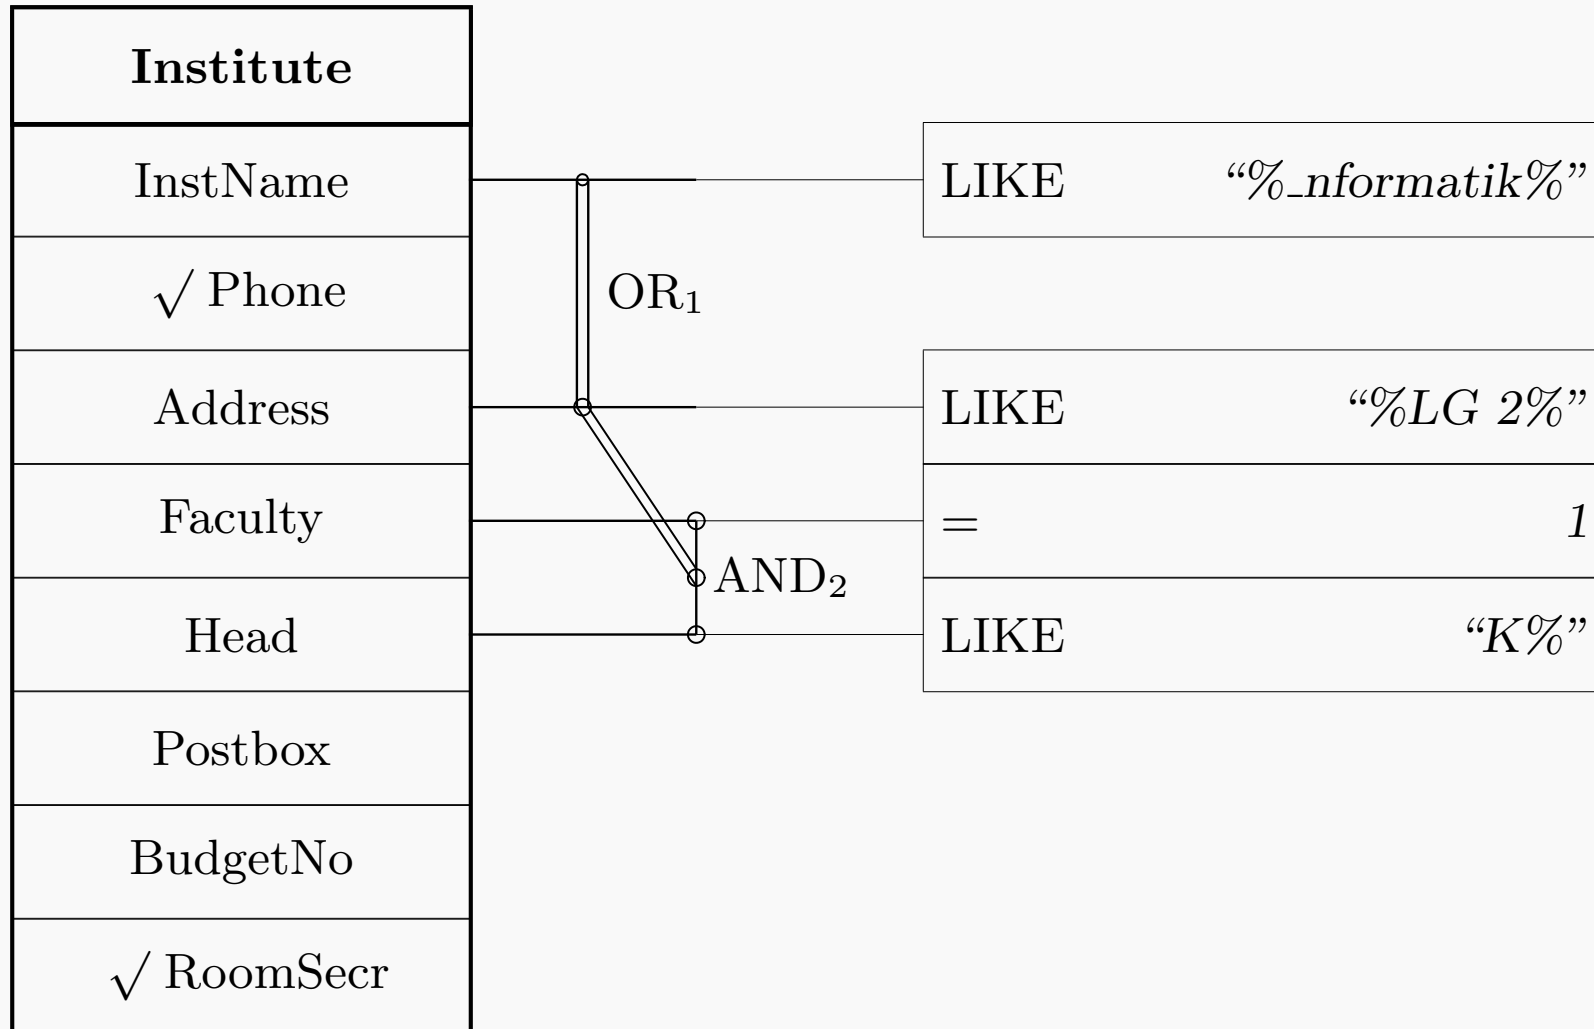 Institute
InstName LIKE “%_nformatik%”
√ Phone OR₁
Address LIKE “%LG 2%”
Faculty = 1
AND₂
Head LIKE “K%”
Postbox
BudgetNo
√ RoomSecr